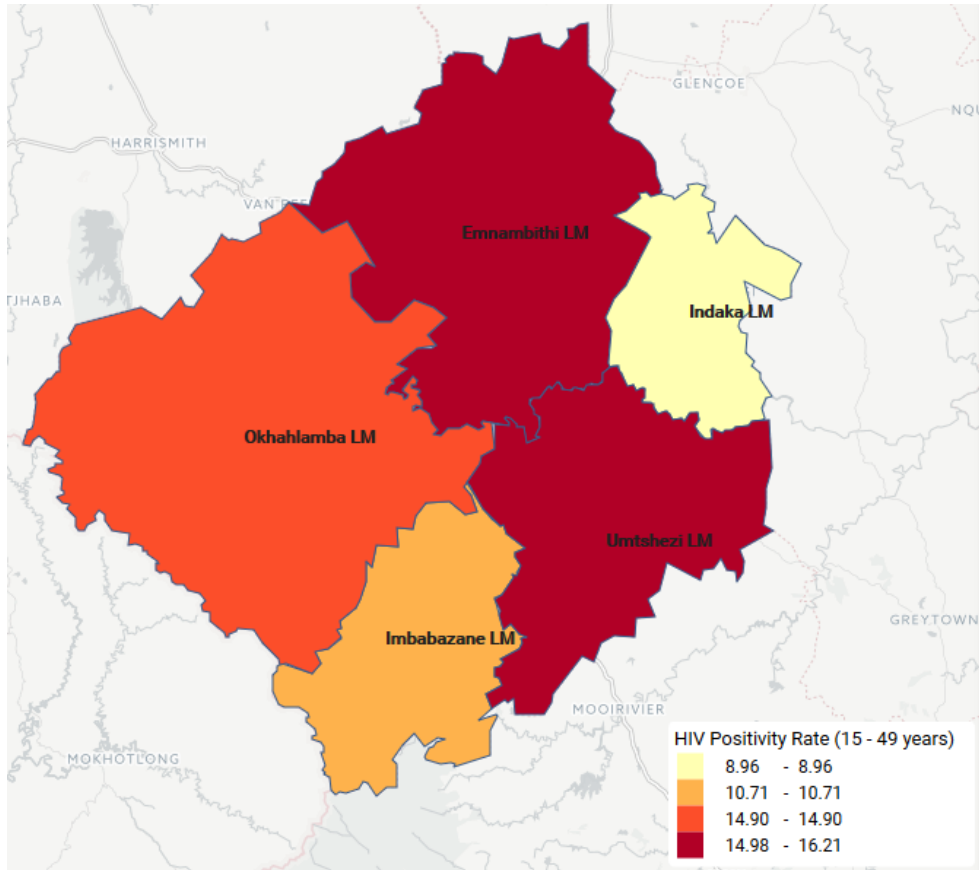 GLENCOE
NQU
HARRISMITH
VAN REE
Emnambithi LM
TJHABA
Indaka LM
Okhahlamba LM
Umtshezi LM
GREYTOWN
Imbabazane LM
MOOIRIVIER
MOKHOTLONG
HIV Positivity Rate (15 - 49 years)
8.96 - 8.96
10.71 - 10.71
14.90 - 14.90
14.98 - 16.21